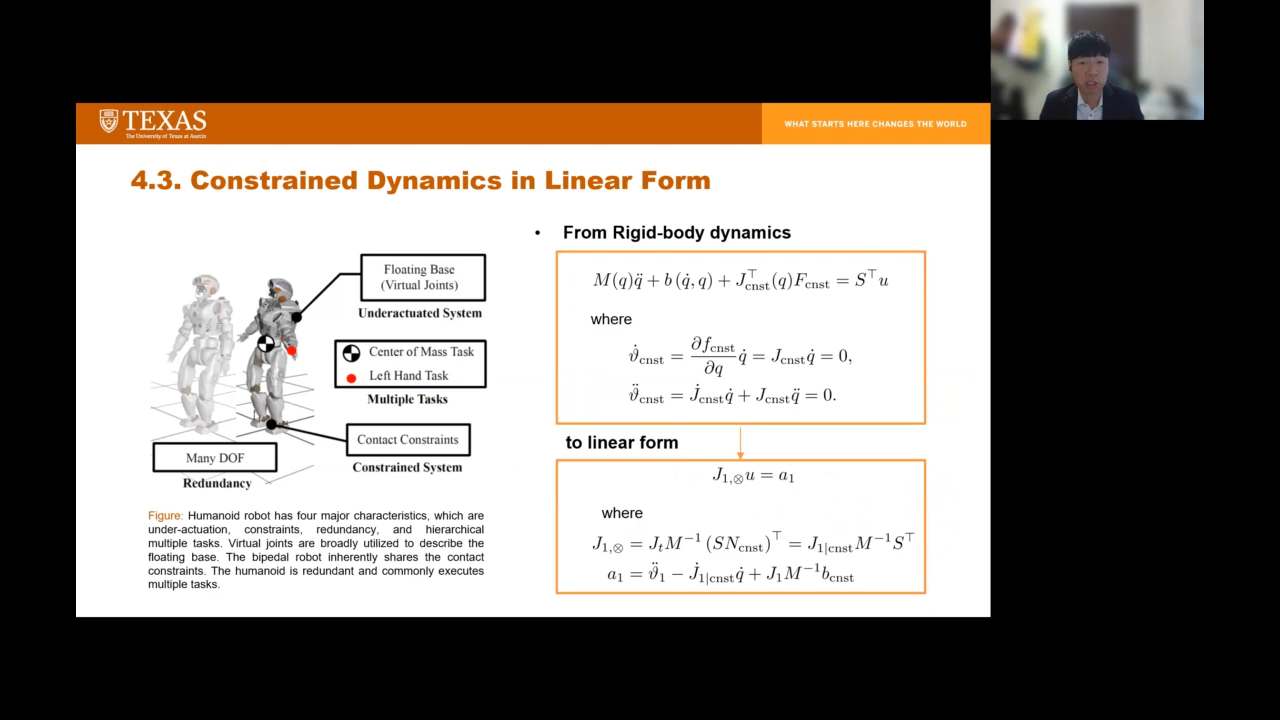 TEXAS
The University of Texas at Austin
WHAT STARTS HERE CHANGES THE WORLD
4.3. Constrained Dynamics in Linear Form
Floating Base
(Virtual Joints)
Underactuated System
Center of Mass Task
Left Hand Task
Multiple Tasks
Contact Constraints
Constrained System
Many DOF
Redundancy
Figure: Humanoid robot has four major characteristics, which are
under-actuation, constraints, redundancy, and hierarchical
multiple tasks. Virtual joints are broadly utilized to describe the
floating base. The bipedal robot inherently shares the contact
constraints. The humanoid is redundant and commonly executes
multiple tasks.
• From Rigid-body dynamics
M(q)q̈ + b (q̇, q) + J⊤cnst(q)Fcnst = S⊤u
where
ϑ̇cnst = ∂fcnst/∂q q̇ = Jcnst q̇ = 0,
ϑ̈cnst = J̇cnst q̇ + Jcnst q̈ = 0.
to linear form
J1,⊗u = a1
where
J1,⊗ = JtM−1 (SNcnst)⊤ = J1|cnstM−1S⊤
a1 = ϑ̈1 − J̇1|cnst q̇ + J1M−1bcnst